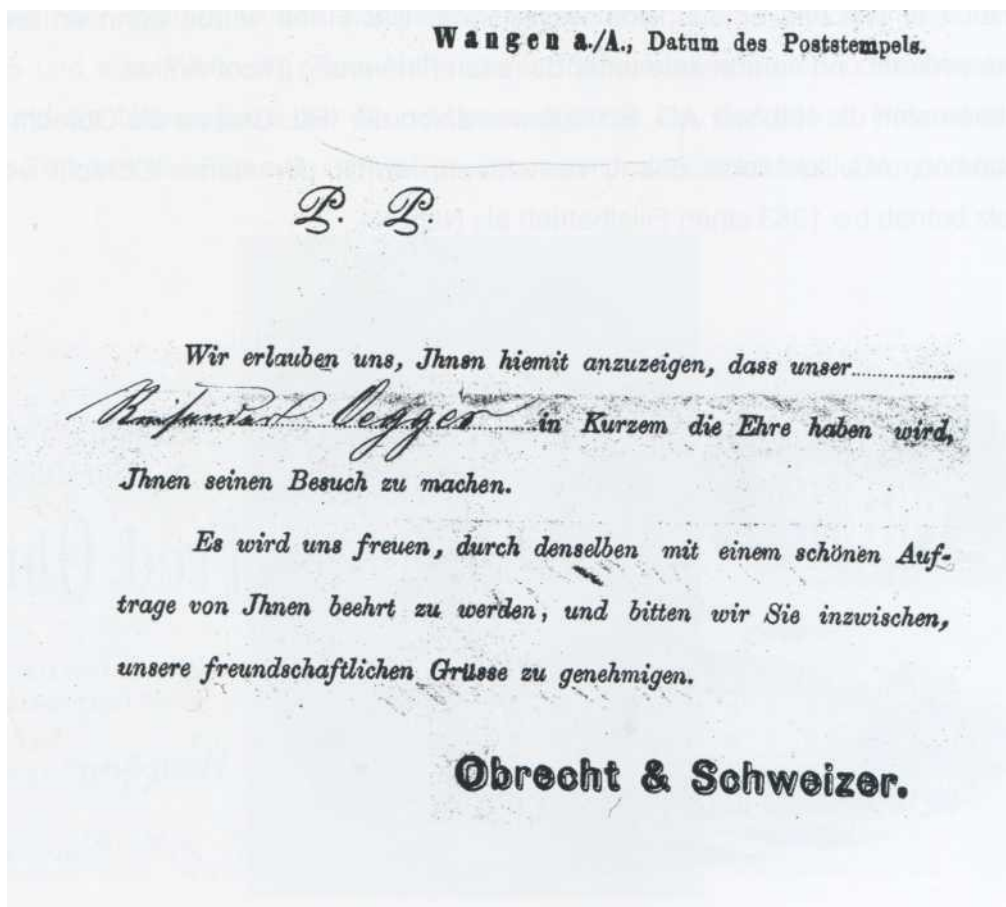 Wangen a./A., Datum des Poststempels.
P. P.
Wir erlauben uns, Jhnen hiemit anzuzeigen, dass unser
Reisender Oegger in Kurzem die Ehre haben wird,
Jhnen seinen Besuch zu machen.
Es wird uns freuen, durch denselben mit einem schönen Auf-
trage von Jhnen beehrt zu werden, und bitten wir Sie inzwischen,
unsere freundschaftlichen Grüsse zu genehmigen.
Obrecht & Schweizer.